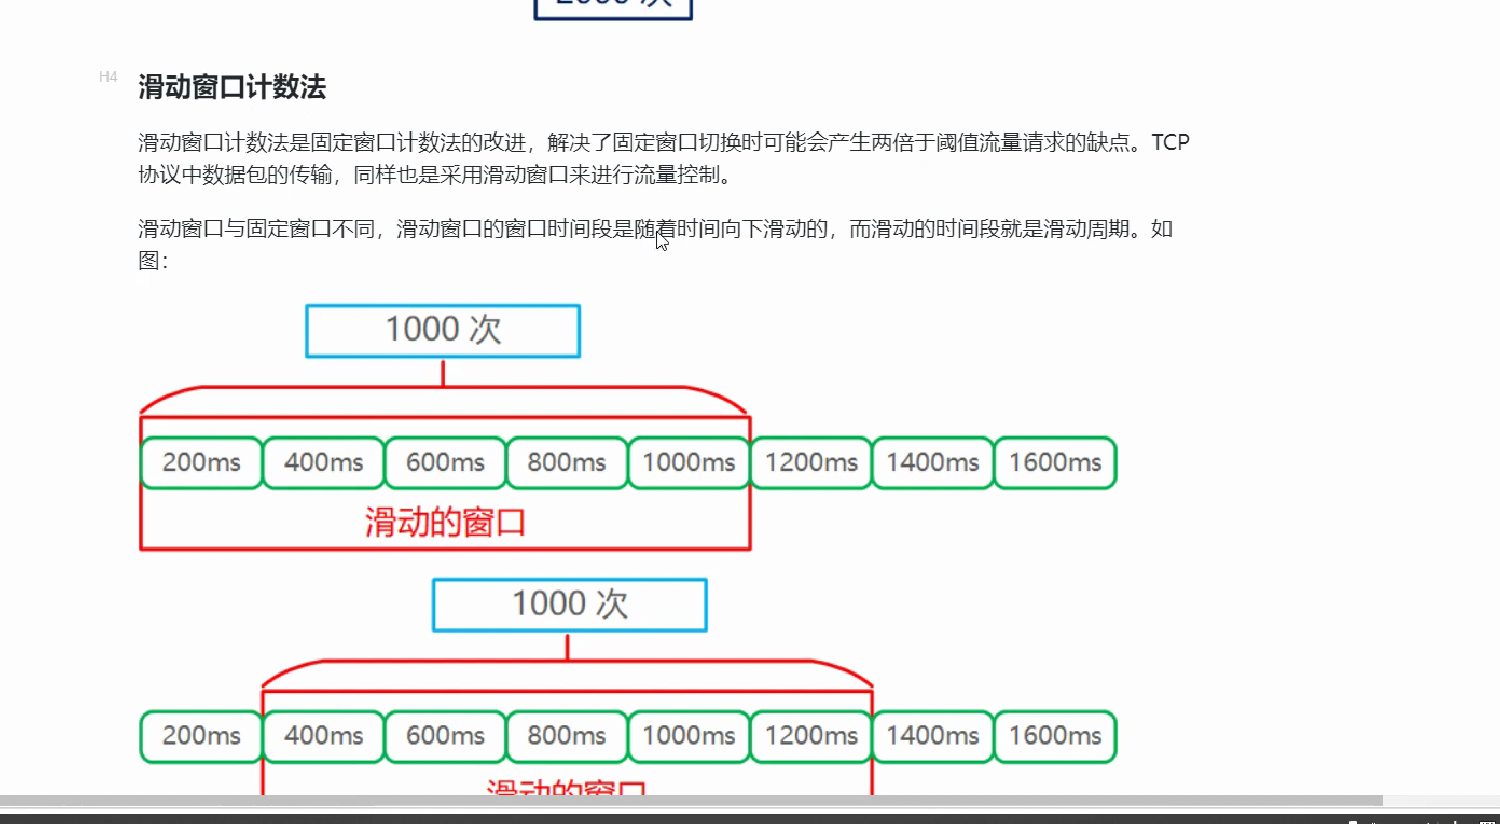 H4
滑动窗口计数法
滑动窗口计数法是固定窗口计数法的改进，解决了固定窗口切换时可能会产生两倍于阈值流量请求的缺点。TCP
协议中数据包的传输，同样也是采用滑动窗口来进行流量控制。
滑动窗口与固定窗口不同，滑动窗口的窗口时间段是随着时间向下滑动的，而滑动的时间段就是滑动周期。如
图：
1000 次
200ms 400ms 600ms 800ms 1000ms 1200ms 1400ms 1600ms
滑动的窗口
1000 次
200ms 400ms 600ms 800ms 1000ms 1200ms 1400ms 1600ms
滑动的窗口